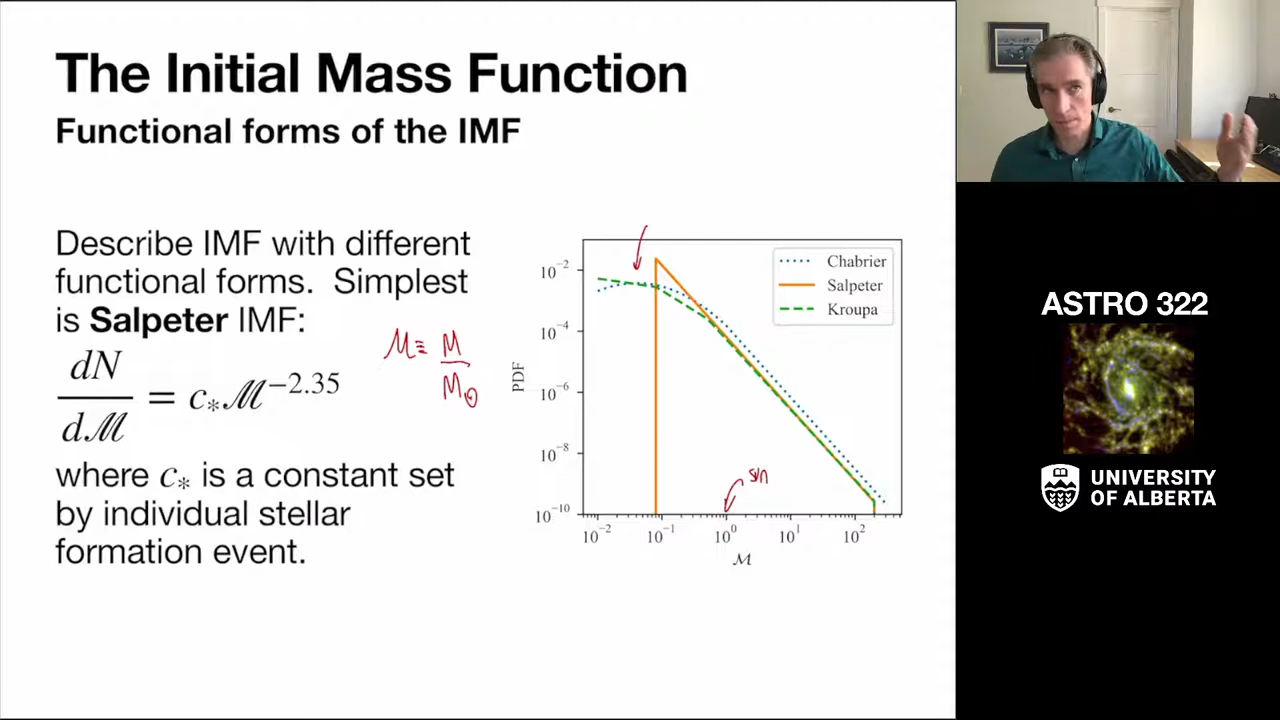 The Initial Mass Function
Functional forms of the IMF
Describe IMF with different
functional forms. Simplest
is Salpeter IMF:
dN/dℳ = c∗ℳ^−2.35
ℳ ≡ M/M⊙
where c∗ is a constant set
by individual stellar
formation event.
Chabrier
Salpeter
Kroupa
PDF
10^−2
10^−4
10^−6
10^−8
10^−10
sun
10^−2 10^−1 10^0 10^1 10^2
ℳ
ASTRO 322
UNIVERSITY
OF ALBERTA